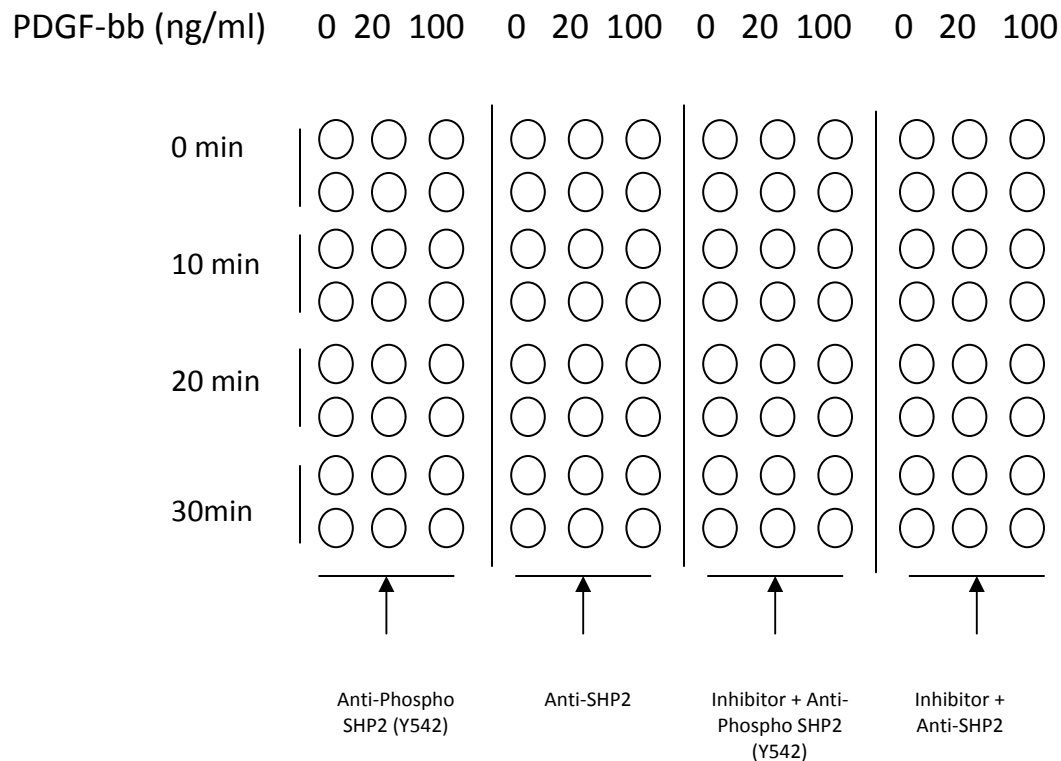 PDGF-bb (ng/ml) 0 20 100 0 20 100 0 20 100 0 20 100
0 min
10 min
20 min
30min
Anti-Phospho
SHP2 (Y542)
Anti-SHP2
Inhibitor + Anti-
Phospho SHP2
(Y542)
Inhibitor +
Anti-SHP2